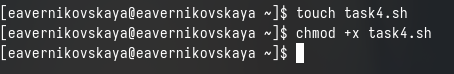 [eavernikovskaya@eavernikovskaya ~]$ touch task4.sh
[eavernikovskaya@eavernikovskaya ~]$ chmod +x task4.sh
[eavernikovskaya@eavernikovskaya ~]$